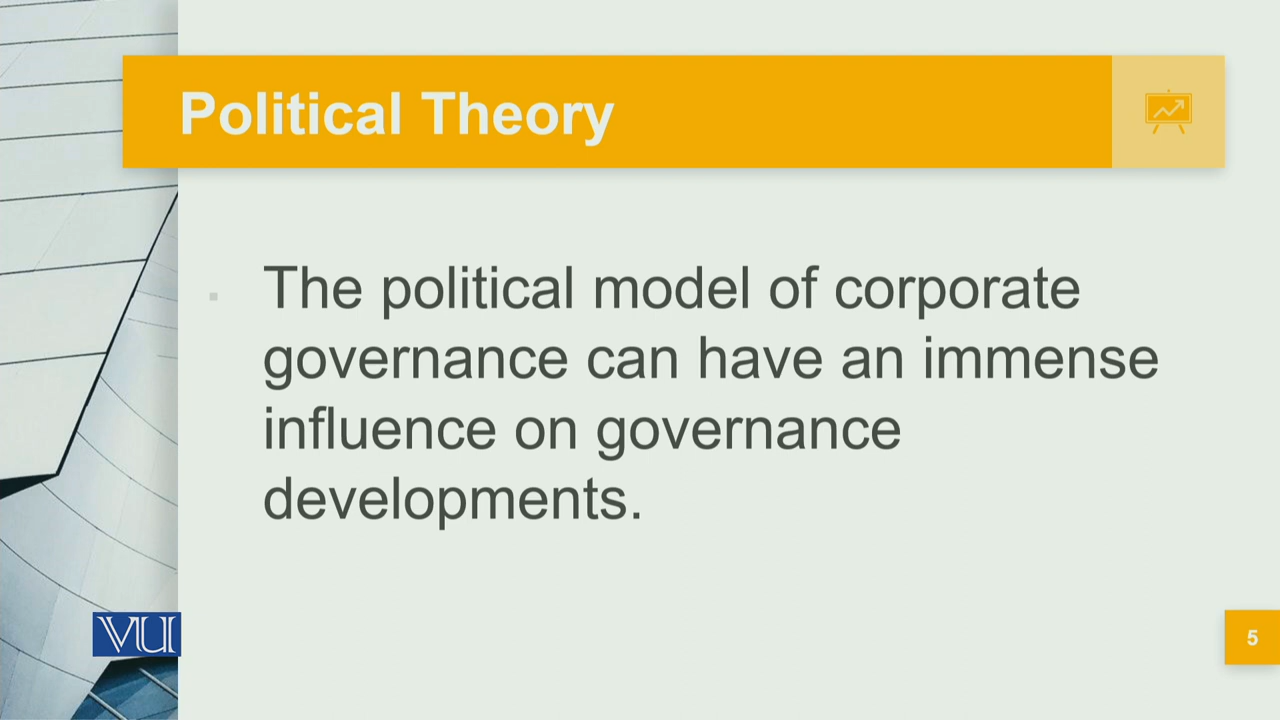 Political Theory
The political model of corporate
governance can have an immense
influence on governance
developments.
VU
5